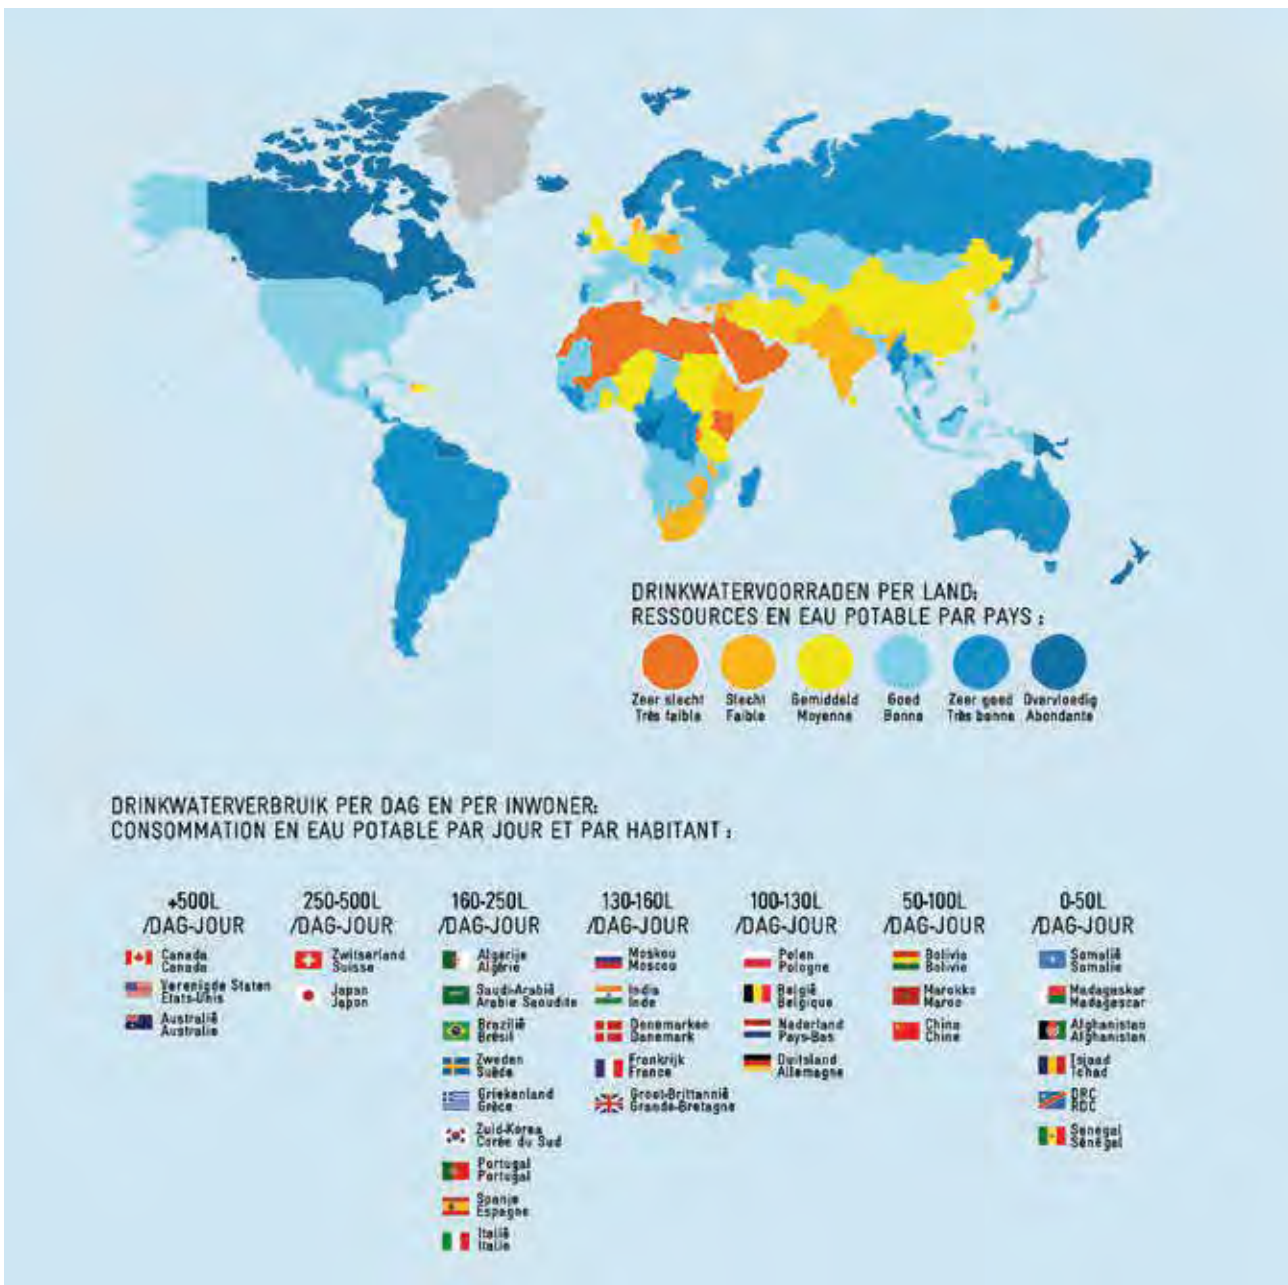 DRINKWATERVOORRADEN PER LAND:
RESSOURCES EN EAU POTABLE PAR PAYS :
Zeer slecht
Très faible
Slecht
Faible
Gemiddeld
Moyenne
Goed
Bonne
Zeer goed
Très bonne
Overvloedig
Abondante
DRINKWATERVERBRUIK PER DAG EN PER INWONER:
CONSOMMATION EN EAU POTABLE PAR JOUR ET PAR HABITANT :
+500L
/DAG-JOUR
Canada
Canada
Verenigde Staten
Etats-Unis
Australië
Australie
250-500L
/DAG-JOUR
Zwitserland
Suisse
Japan
Japon
160-250L
/DAG-JOUR
Algerije
Algérie
Saudi-Arabië
Arabie Saoudite
Brazilië
Brésil
Zweden
Suède
Griekenland
Grèce
Zuid-Korea
Corée du Sud
Portugal
Portugal
Spanje
Espagne
Italië
Italie
130-160L
/DAG-JOUR
Moskou
Moscou
India
Inde
Denemarken
Danemark
Frankrijk
France
Groot-Brittannië
Grande-Bretagne
100-130L
/DAG-JOUR
Polen
Pologne
België
Belgique
Nederland
Pays-Bas
Duitsland
Allemagne
50-100L
/DAG-JOUR
Bolivia
Bolivie
Marokko
Maroc
China
Chine
0-50L
/DAG-JOUR
Somalië
Somalie
Madagaskar
Madagascar
Afghanistan
Afghanistan
Tsjaad
Tchad
DRC
RDC
Senegal
Sénégal